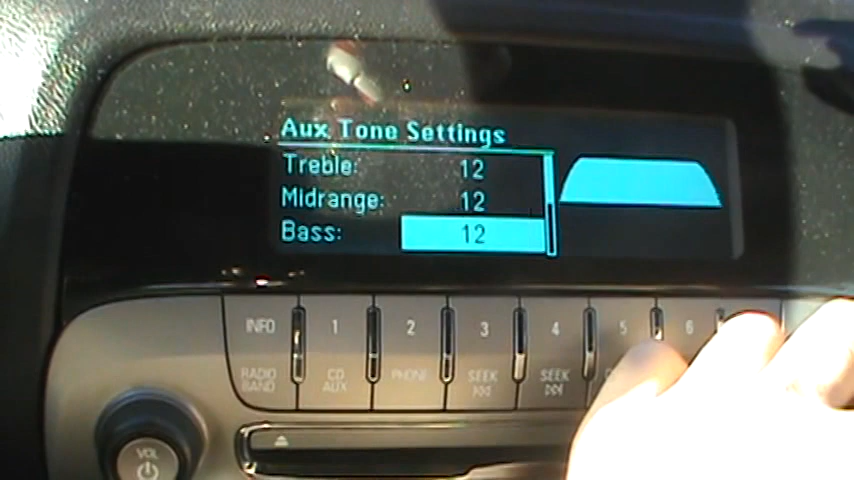 Aux Tone Settings
Treble: 12
Midrange: 12
Bass: 12
INFO 1 2 3 4 5 6
RADIO BAND
CD AUX
PHONE
SEEK
SEEK
VOL